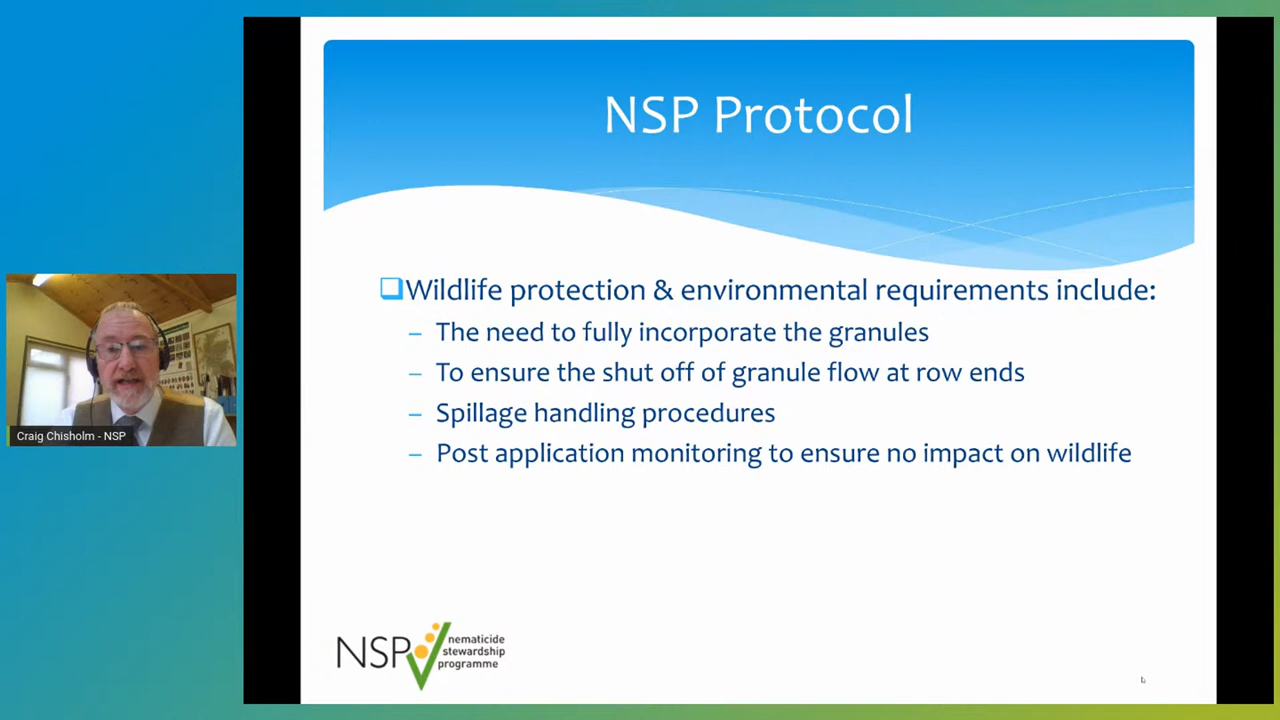 NSP Protocol
Wildlife protection & environmental requirements include:
– The need to fully incorporate the granules
– To ensure the shut off of granule flow at row ends
– Spillage handling procedures
– Post application monitoring to ensure no impact on wildlife
Craig Chisholm - NSP
NSP
nematicide
stewardship
programme